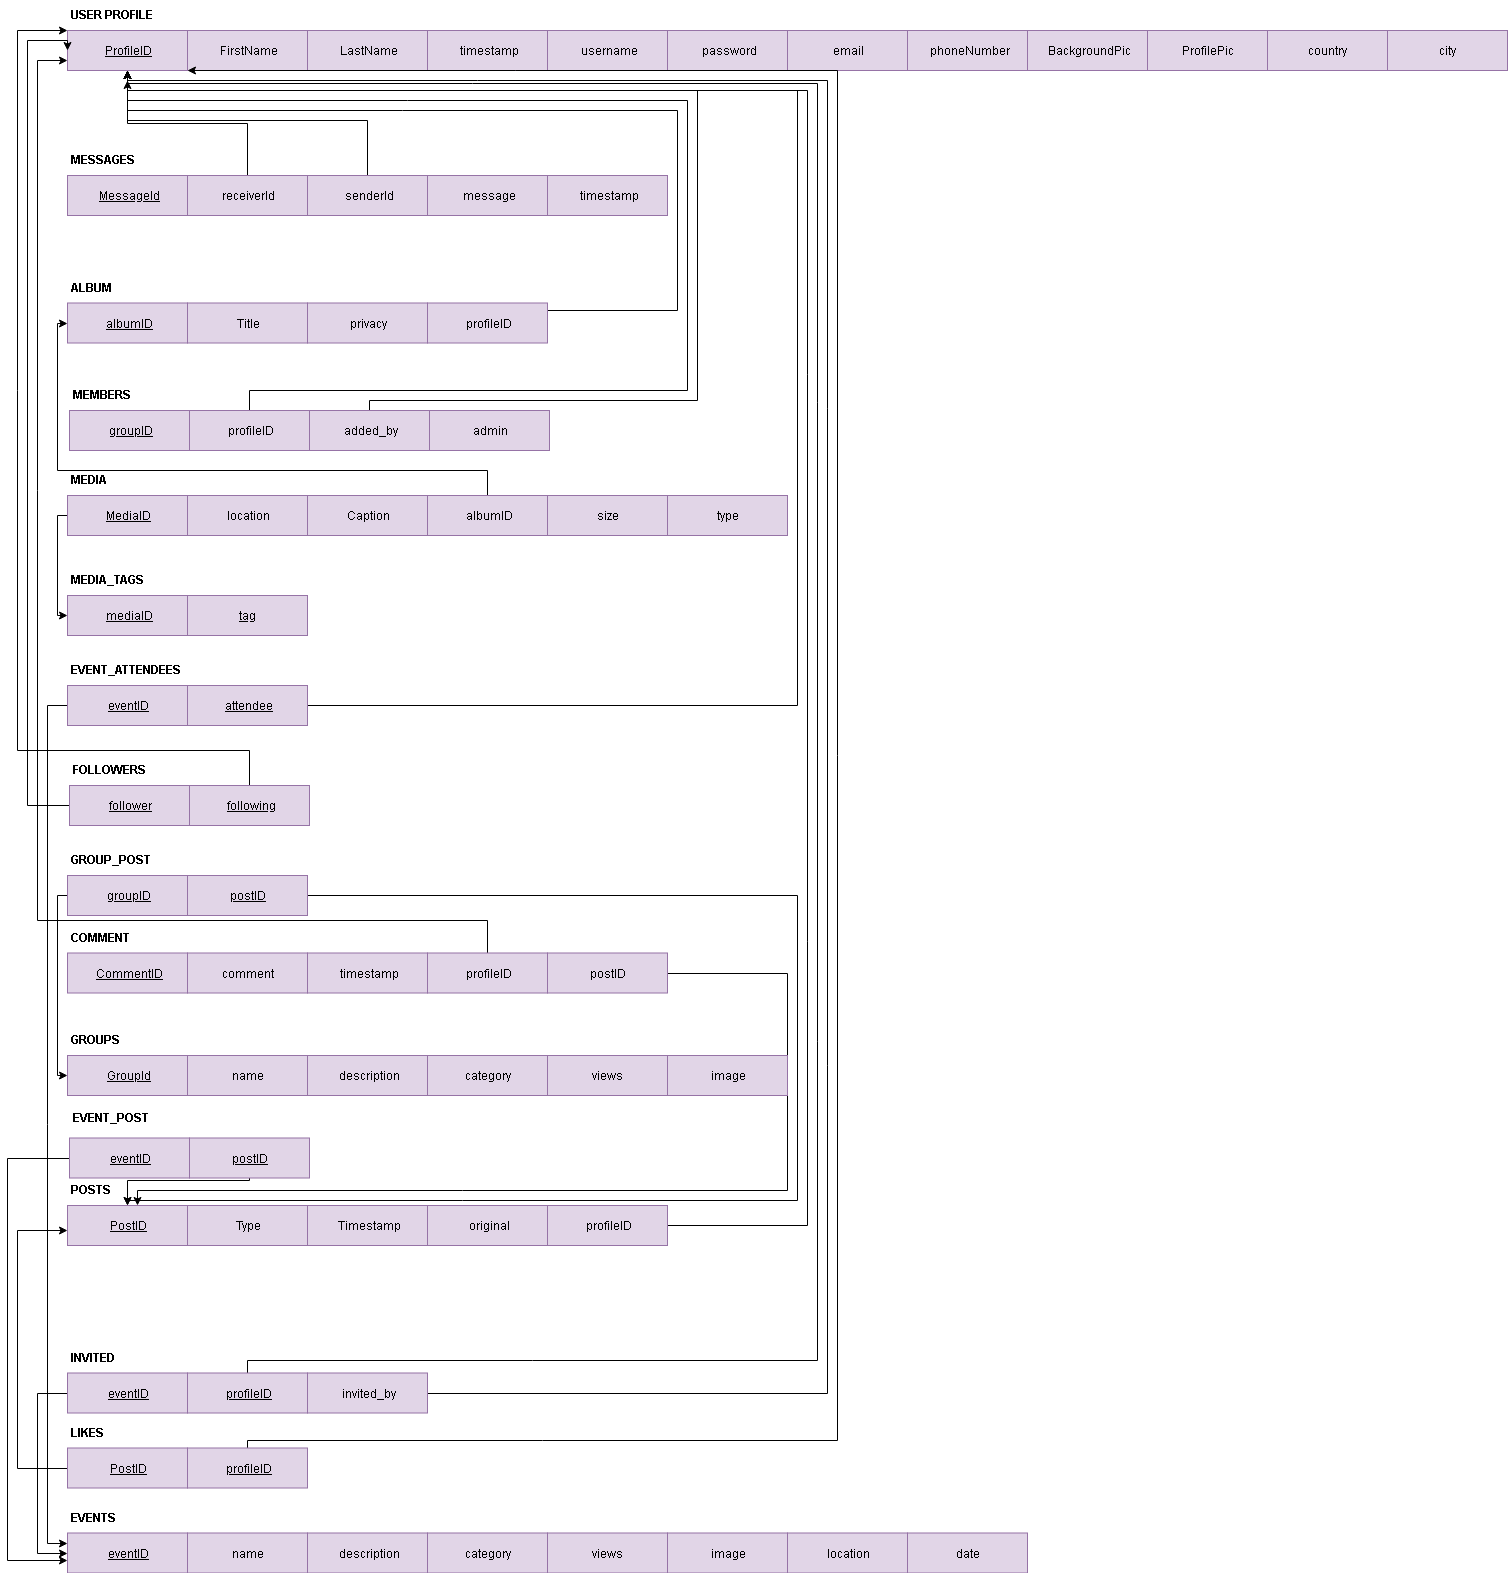 USER PROFILE
ProfileID FirstName LastName timestamp username password email phoneNumber BackgroundPic ProfilePic country city
MESSAGES
MessageId receiverId senderId message timestamp
ALBUM
albumID Title privacy profileID
MEMBERS
groupID profileID added_by admin
MEDIA
MediaID location Caption albumID size type
MEDIA_TAGS
mediaID tag
EVENT_ATTENDEES
eventID attendee
FOLLOWERS
follower following
GROUP_POST
groupID postID
COMMENT
CommentID comment timestamp profileID postID
GROUPS
GroupId name description category views image
EVENT_POST
eventID postID
POSTS
PostID Type Timestamp original profileID
INVITED
eventID profileID invited_by
LIKES
PostID profileID
EVENTS
eventID name description category views image location date